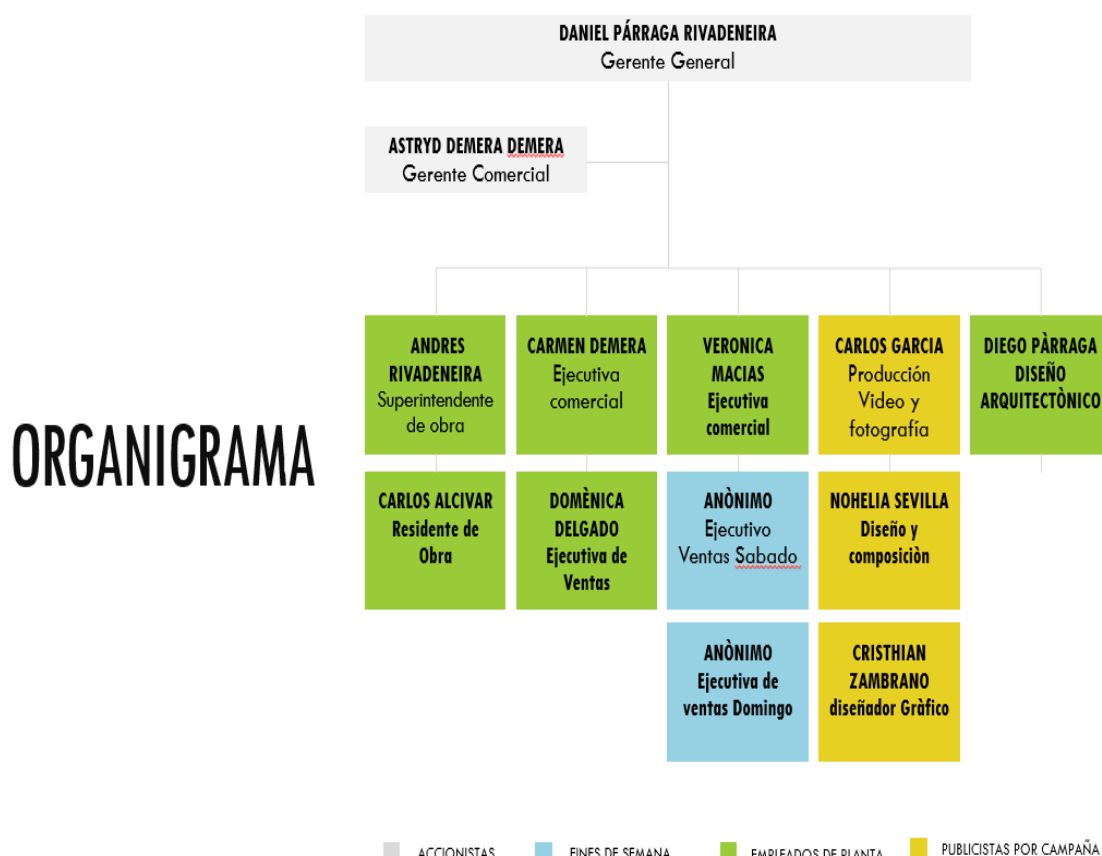 DANIEL PÁRRAGA RIVADENEIRA
Gerente General
ASTRYD DEMERA DEMERA
Gerente Comercial
ORGANIGRAMA
ANDRES
RIVADENEIRA
Superintendente
de obra
CARMEN DEMERA
Ejecutiva
comercial
VERONICA
MACIAS
Ejecutiva
comercial
CARLOS GARCIA
Producción
Video y
fotografía
DIEGO PÀRRAGA
DISEÑO
ARQUITECTÒNICO
CARLOS ALCIVAR
Residente de
Obra
DOMÈNICA
DELGADO
Ejecutiva de
Ventas
ANÒNIMO
Ejecutivo
Ventas Sabado
NOHELIA SEVILLA
Diseño y
composiciòn
ANÒNIMO
Ejecutiva de
ventas Domingo
CRISTHIAN
ZAMBRANO
diseñador Gràfico
ACCIONISTAS
FINES DE SEMANA
EMPLEADOS DE PLANTA
PUBLICISTAS POR CAMPAÑA